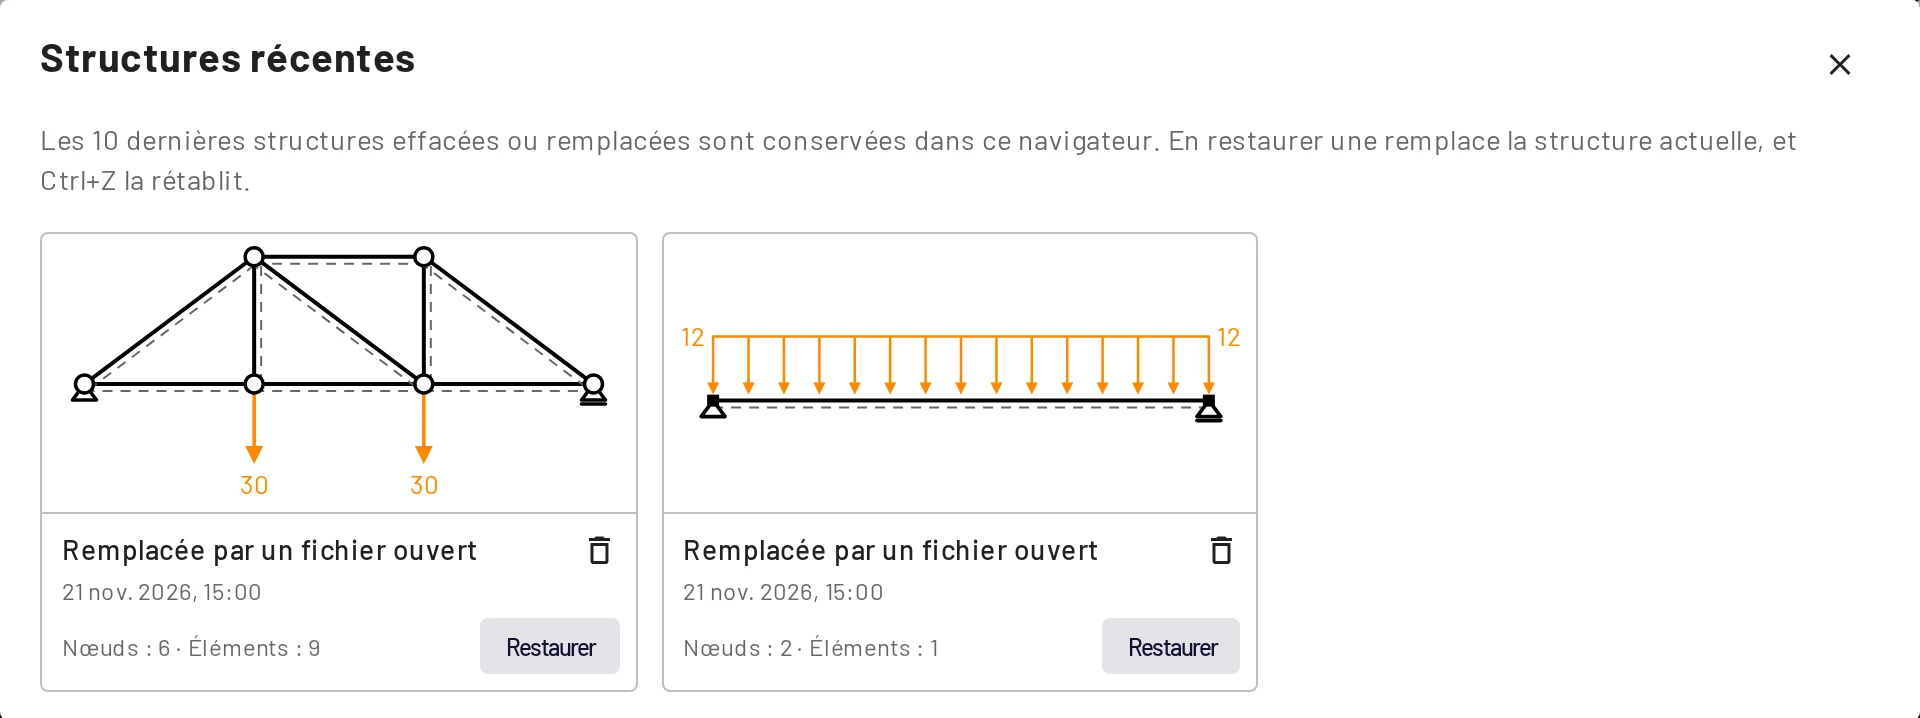 Structures récentes
Les 10 dernières structures effacées ou remplacées sont conservées dans ce navigateur. En restaurer une remplace la structure actuelle, et
Ctrl+Z la rétablit.
30 30
Remplacée par un fichier ouvert
21 nov. 2026, 15:00
Nœuds : 6 · Éléments : 9
Restaurer
12 12
Remplacée par un fichier ouvert
21 nov. 2026, 15:00
Nœuds : 2 · Éléments : 1
Restaurer